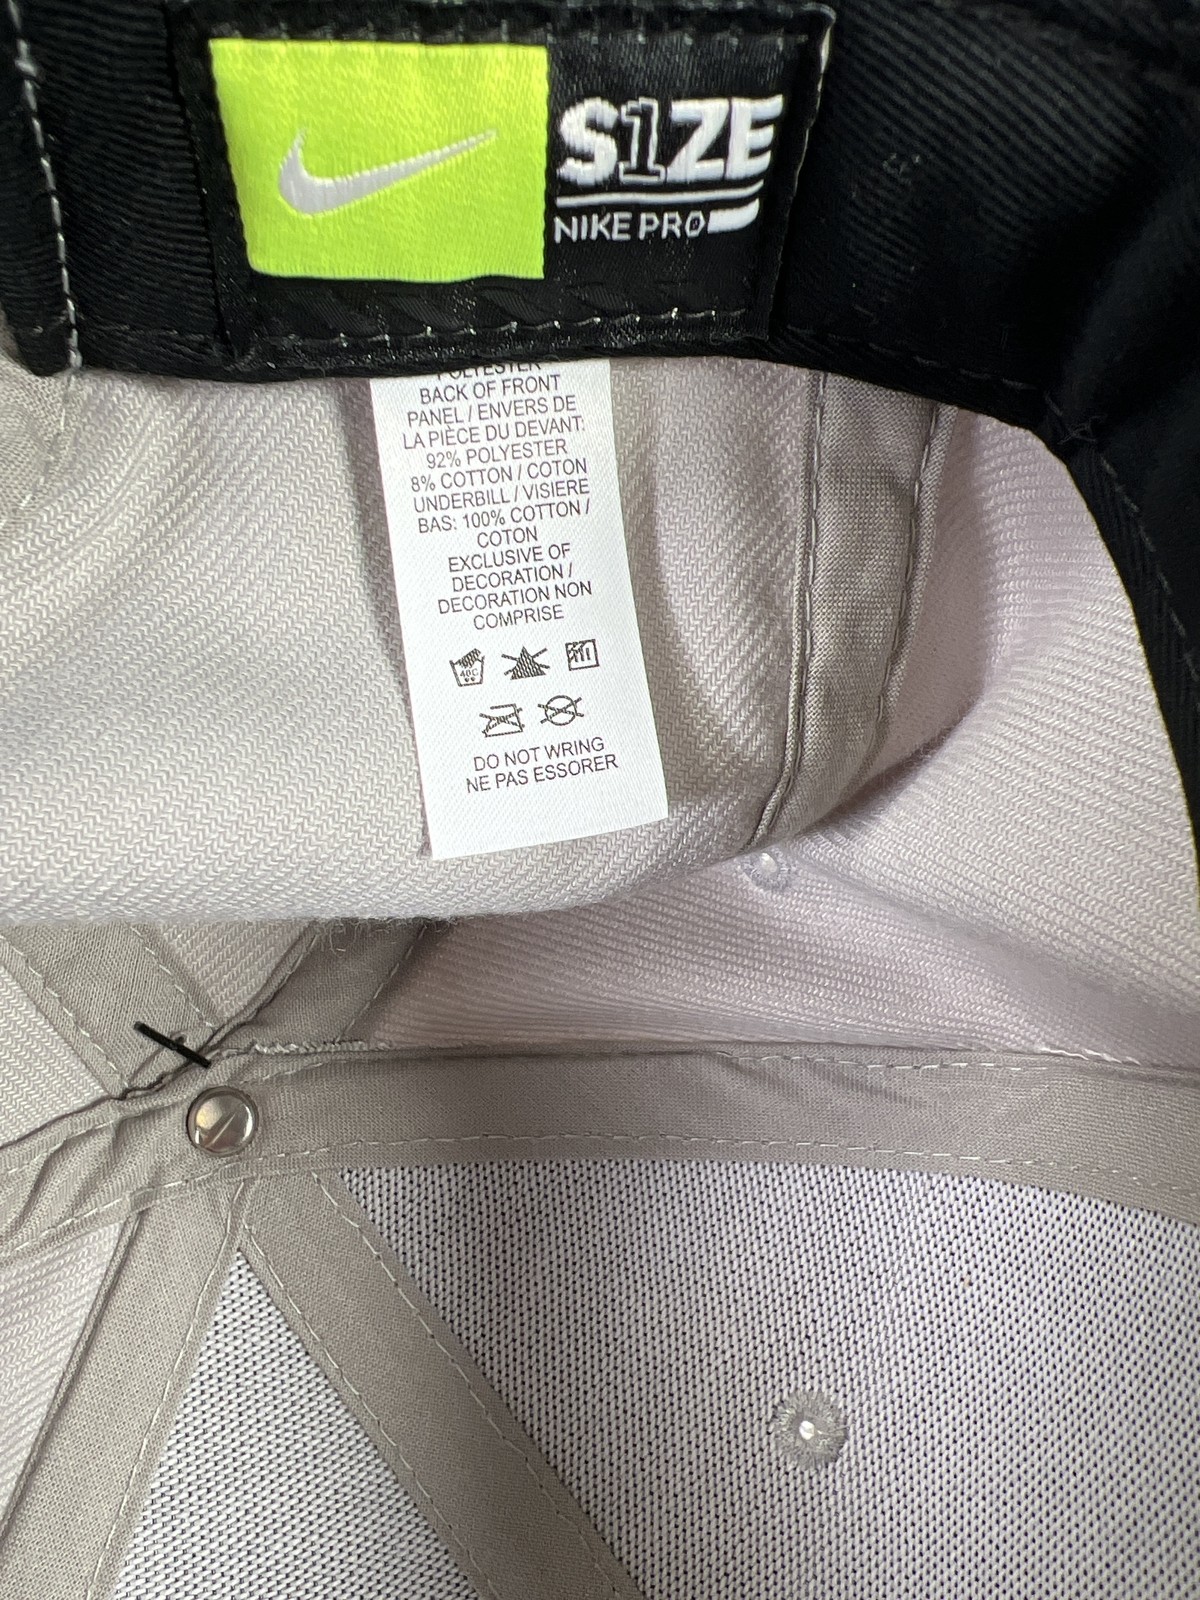 S1ZE
NIKE PRO
POLYESTER
BACK OF FRONT
PANEL / ENVERS DE
LA PIÈCE DU DEVANT:
92% POLYESTER
8% COTTON / COTON
UNDERBILL / VISIERE
BAS: 100% COTTON /
COTON
EXCLUSIVE OF
DECORATION /
DECORATION NON
COMPRISE
40C
DO NOT WRING
NE PAS ESSORER